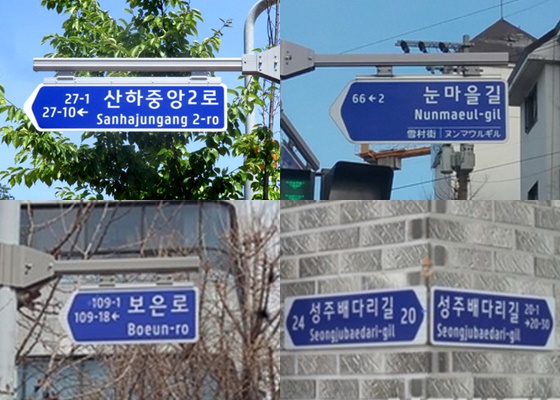 27-1 산하중앙2로
27-10← Sanhajungang 2-ro
66←2 눈마을길
Nunmaeul-gil
雪村街 ヌンマウルギル
109-1 보은로
109-18← Boeun-ro
24 성주배다리길 20
Seongjubaedari-gil
성주배다리길 20-1
Seongjubaedari-gil →20-30